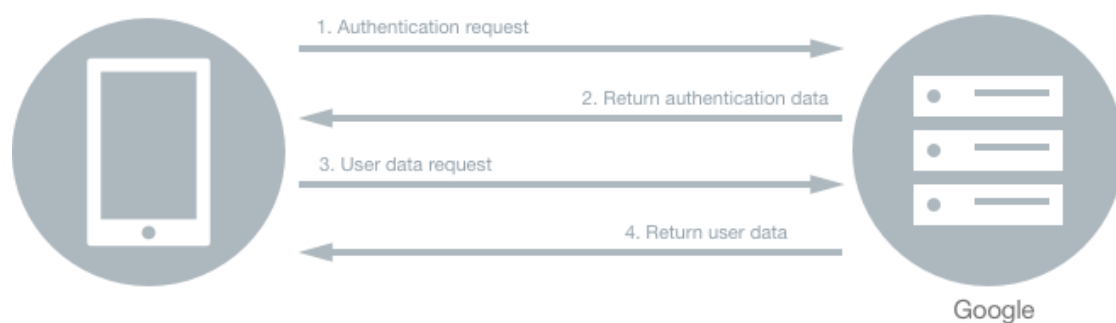 1. Authentication request
2. Return authentication data
3. User data request
4. Return user data
Google